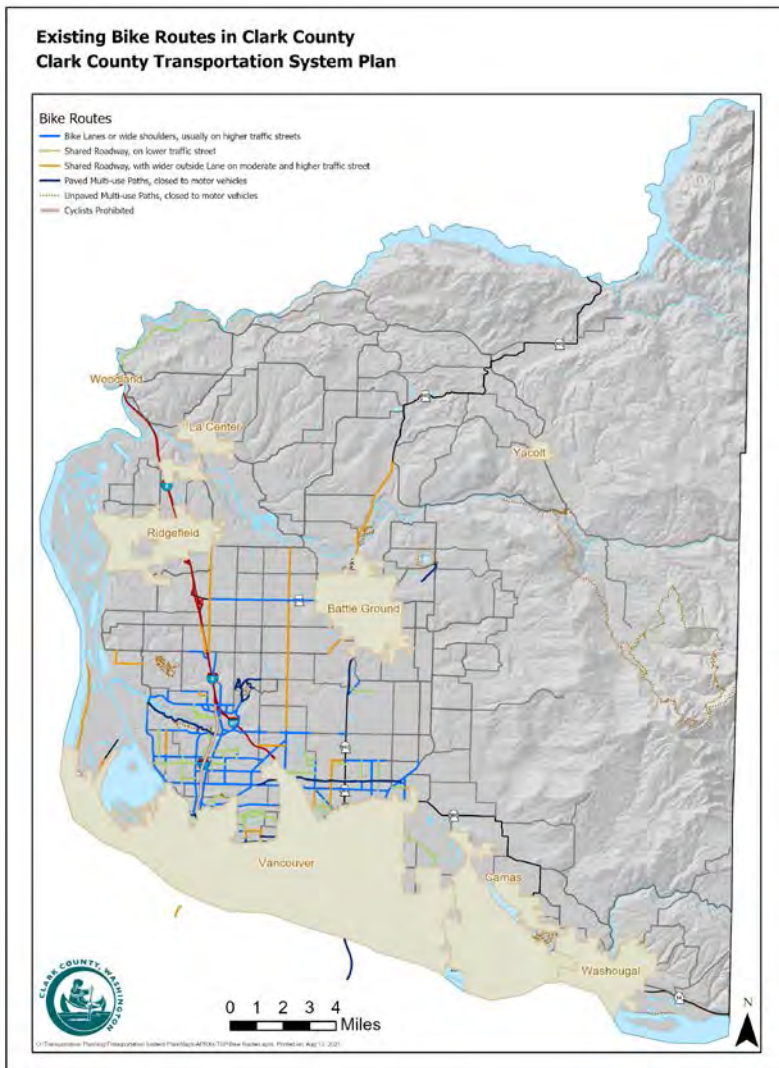 Existing Bike Routes in Clark County
Clark County Transportation System Plan
Bike Routes
Bike Lanes or wide shoulders, usually on higher traffic streets
Shared Roadway, on lower traffic street
Shared Roadway, with wider outside Lane on moderate and higher traffic street
Paved Multi-use Paths, closed to motor vehicles
Unpaved Multi-use Paths, closed to motor vehicles
Cyclists Prohibited
Woodland
La Center
Yacolt
Ridgefield
Battle Ground
Vancouver
Camas
Washougal
CLARK COUNTY, WASHINGTON
0 1 2 3 4
Miles
N